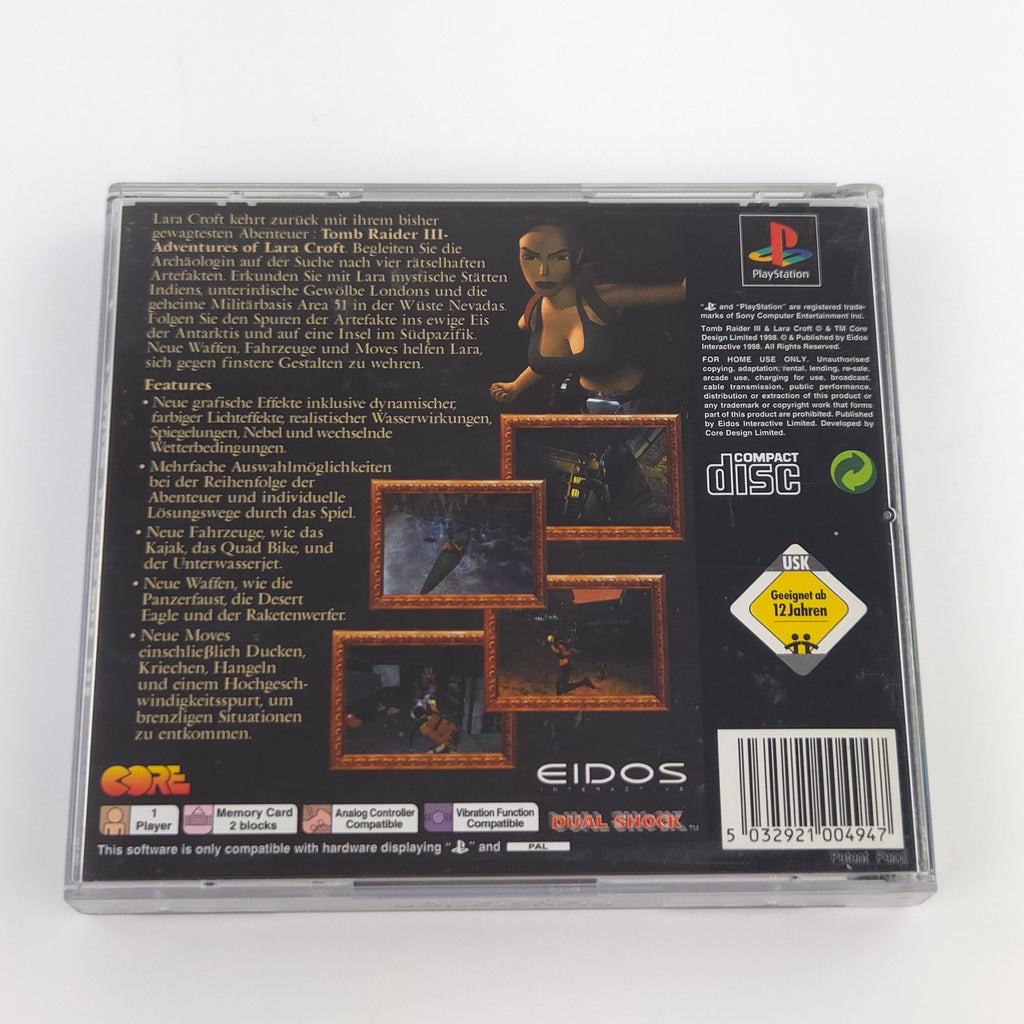 Lara Croft kehrt zurück mit ihrem bisher
gewagtesten Abenteuer : Tomb Raider III-
Adventures of Lara Croft. Begleiten Sie die
Archäologin auf der Suche nach vier rätselhaften
Artefakten. Erkunden Sie mit Lara mystische Stätten
Indiens, unterirdische Gewölbe Londons und die
geheime Militärbasis Area 51 in der Wüste Nevadas.
Folgen Sie den Spuren der Artefakte ins ewige Eis
der Antarktis und auf eine Insel im Südpazifik.
Neue Waffen, Fahrzeuge und Moves helfen Lara,
sich gegen finstere Gestalten zu wehren.
Features
• Neue grafische Effekte inklusive dynamischer,
farbiger Lichteffekte, realistischer Wasserwirkungen,
Spiegelungen, Nebel und wechselnde
Wetterbedingungen.
• Mehrfache Auswahlmöglichkeiten
bei der Reihenfolge der
Abenteuer und individuelle
Lösungswege durch das Spiel.
• Neue Fahrzeuge, wie das
Kajak, das Quad Bike, und
der Unterwasserjet.
• Neue Waffen, wie die
Panzerfaust, die Desert
Eagle und der Raketenwerfer.
• Neue Moves
einschließlich Ducken,
Kriechen, Hangeln
und einem Hochgesch-
windigkeitsspurt, um
brenzligen Situationen
zu entkommen.
PlayStation
" " and "PlayStation" are registered trade-
marks of Sony Computer Entertainment Inc.
Tomb Raider III & Lara Croft © & TM Core
Design Limited 1998. © & Published by Eidos
Interactive 1998. All Rights Reserved.
FOR HOME USE ONLY. Unauthorised
copying, adaptation, rental, lending, re-sale,
arcade use, charging for use, broadcast,
cable transmission, public performance,
distribution or extraction of this product or
any trademark or copyright work that forms
part of this product are prohibited. Published
by Eidos Interactive Limited. Developed by
Core Design Limited.
COMPACT
disc
USK
Geeignet ab
12 Jahren
CORE
EIDOS
INTERACTIVE
1
Player
Memory Card
2 blocks
Analog Controller
Compatible
Vibration Function
Compatible
DUAL SHOCK™
This software is only compatible with hardware displaying " " and PAL
5 032921 004947
Patent Pend